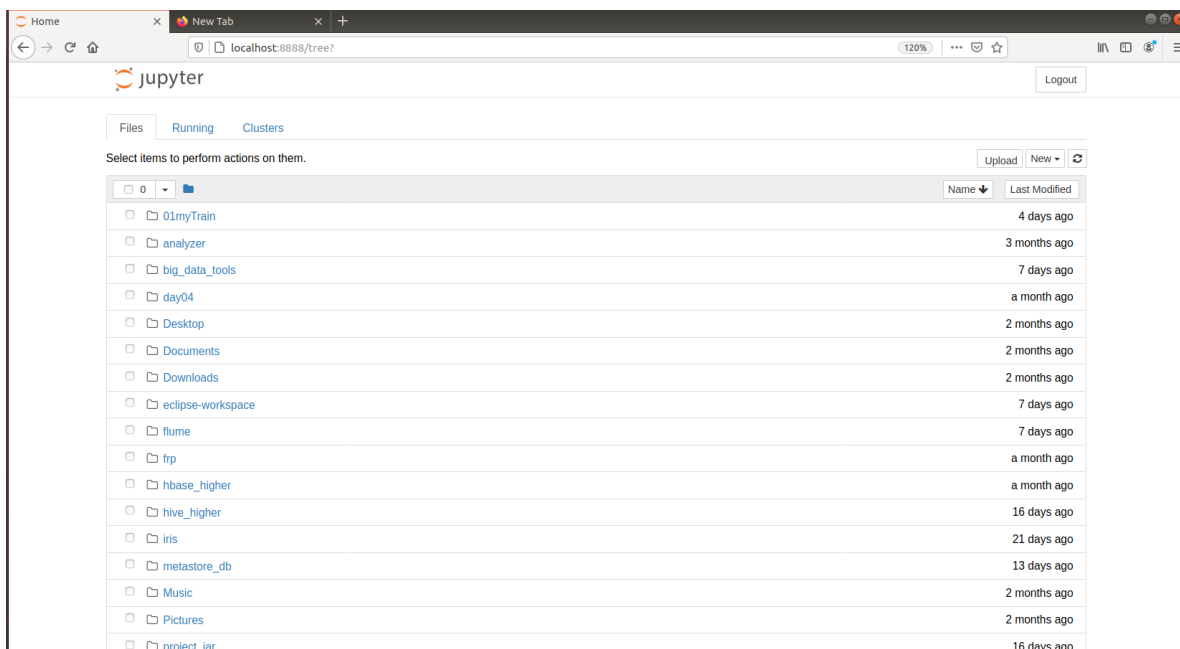 Home New Tab
localhost:8888/tree? 120%
jupyter Logout
Files Running Clusters
Select items to perform actions on them. Upload New
0 Name Last Modified
01myTrain 4 days ago
analyzer 3 months ago
big_data_tools 7 days ago
day04 a month ago
Desktop 2 months ago
Documents 2 months ago
Downloads 2 months ago
eclipse-workspace 7 days ago
flume 7 days ago
frp a month ago
hbase_higher a month ago
hive_higher 16 days ago
iris 21 days ago
metastore_db 13 days ago
Music 2 months ago
Pictures 2 months ago
project_jar 16 days ago